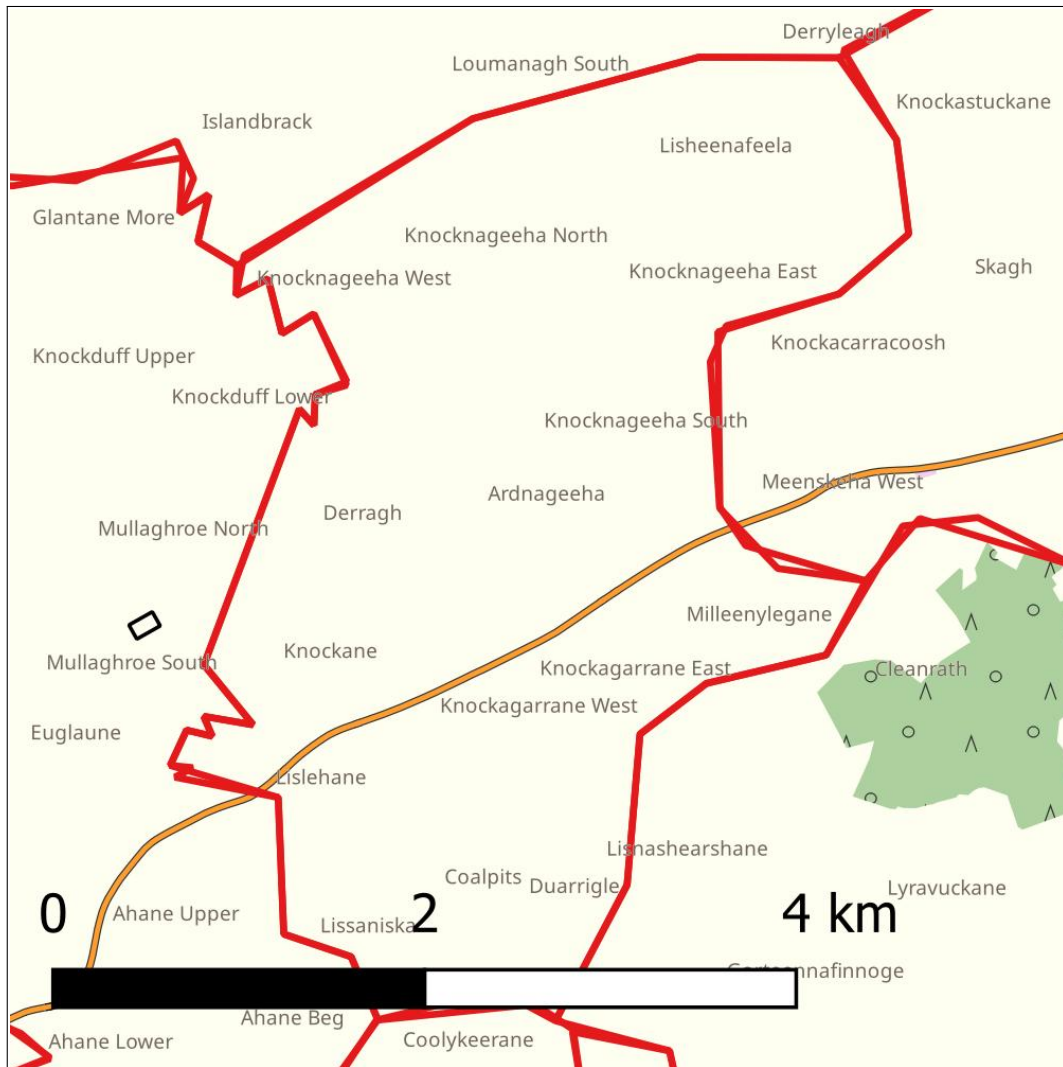 Derryleagh
Loumanagh South
Knockastuckane
Islandbrack
Lisheenafeela
Glantane More
Knocknageeha North
Skagh
Knocknageeha East
Knocknageeha West
Knockacarracoosh
Knockduff Upper
Knockduff Lower
Knocknageeha South
Meenskeha West
Ardnageeha
Derragh
Mullaghroe North
Milleenylegane
Knockane
Mullaghroe South
Knockagarrane East
Cleanrath
Knockagarrane West
Euglaune
Lislehane
Lisnashearshane
Coalpits
Duarrigle
Lyravuckane
0 2 4 km
Ahane Upper
Lissaniska
Ahane Beg
Coolykeerane
Ahane Lower